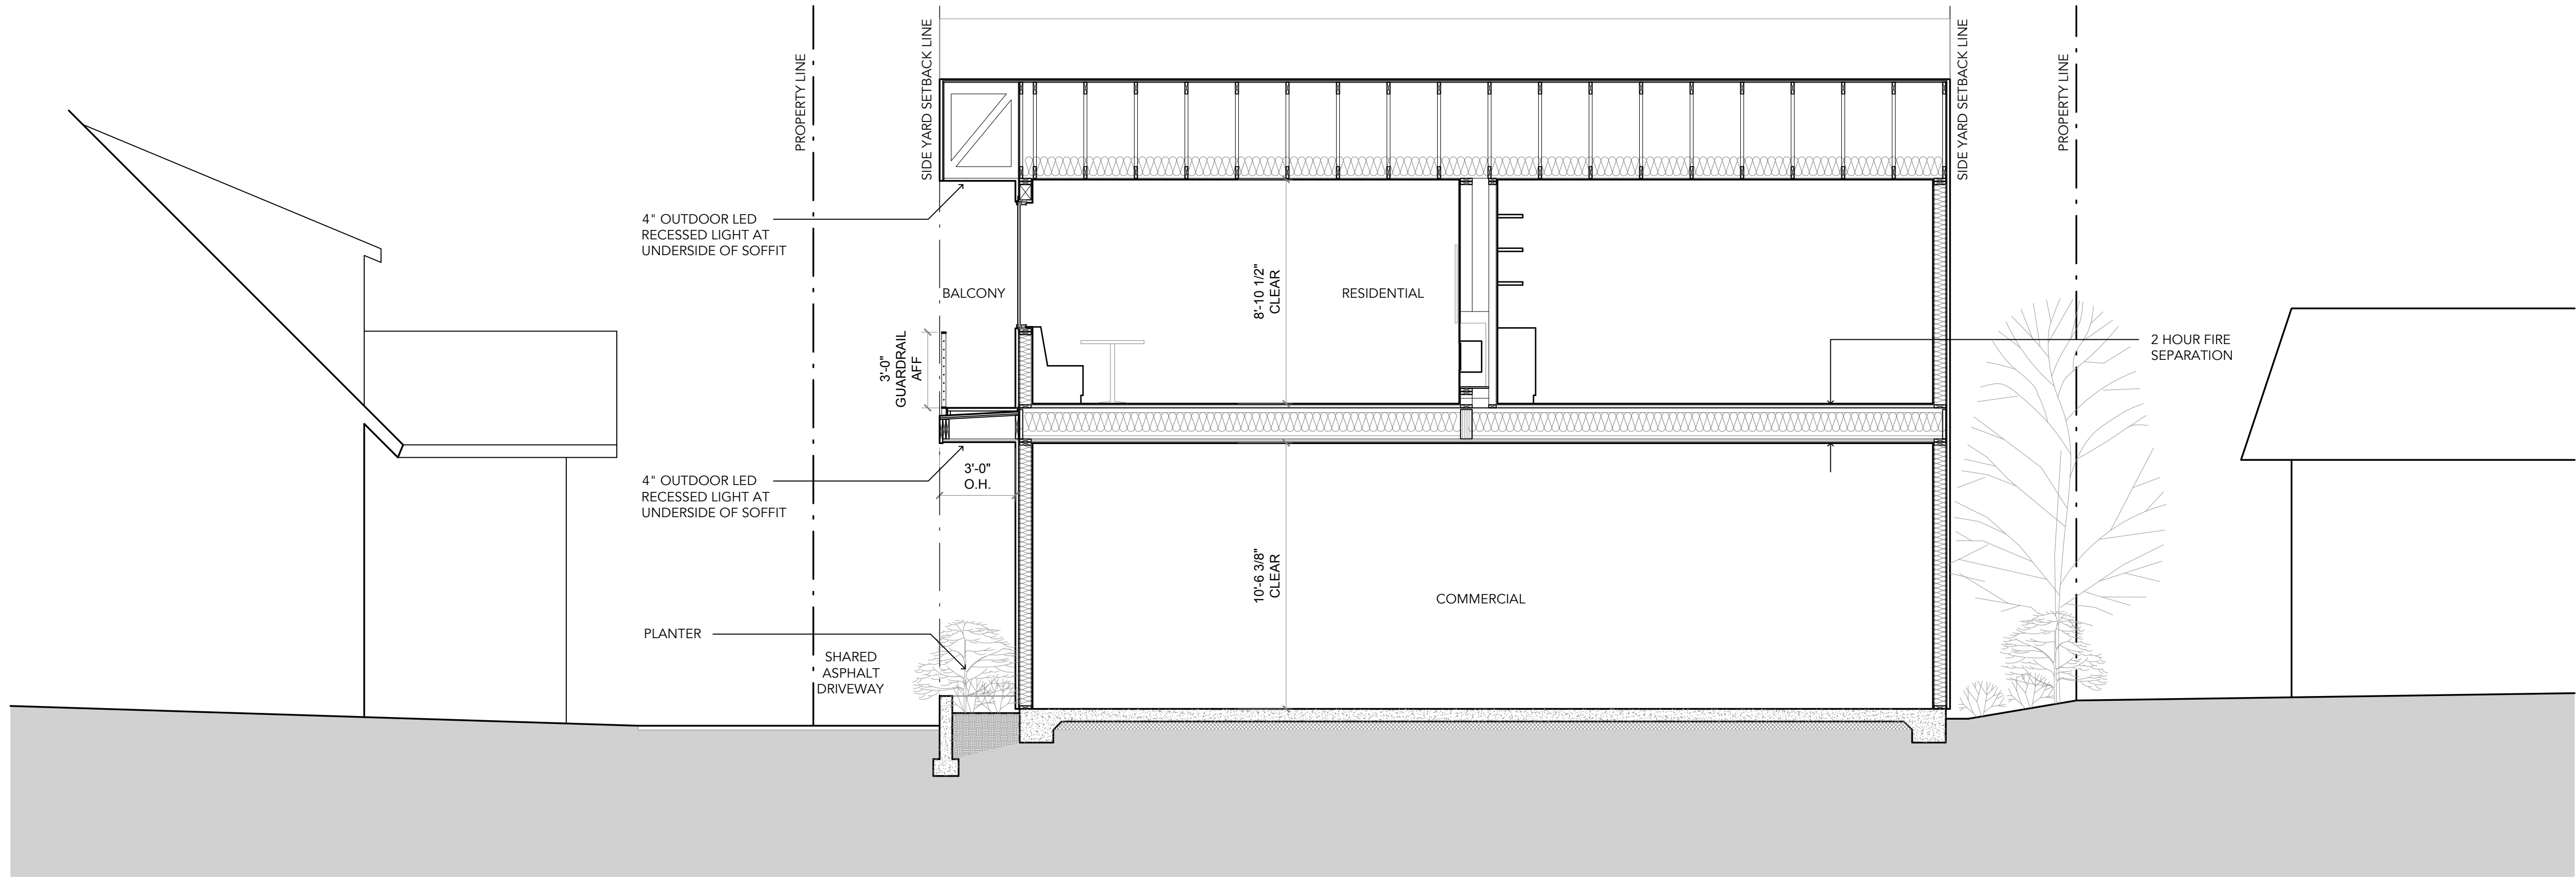 PROPERTY LINE
SIDE YARD SETBACK LINE
SIDE YARD SETBACK LINE
PROPERTY LINE
4" OUTDOOR LED
RECESSED LIGHT AT
UNDERSIDE OF SOFFIT
BALCONY
8'-10 1/2"
CLEAR
RESIDENTIAL
3'-0"
GUARDRAIL
AFF
2 HOUR FIRE
SEPARATION
4" OUTDOOR LED
RECESSED LIGHT AT
UNDERSIDE OF SOFFIT
3'-0"
O.H.
10'-6 3/8"
CLEAR
COMMERCIAL
PLANTER
SHARED
ASPHALT
DRIVEWAY